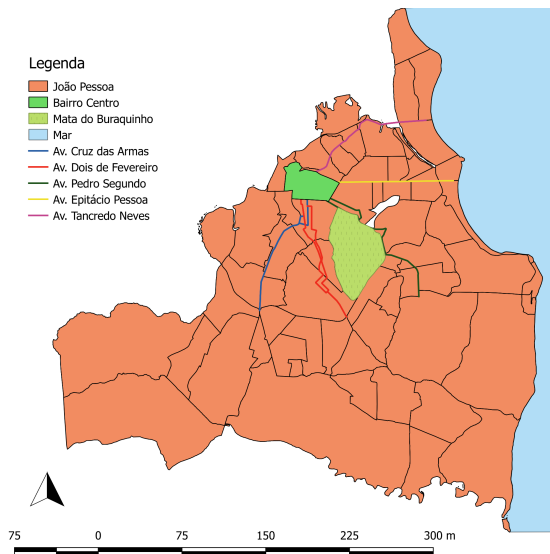 Legenda
João Pessoa
Bairro Centro
Mata do Buraquinho
Mar
Av. Cruz das Armas
Av. Dois de Fevereiro
Av. Pedro Segundo
Av. Epitácio Pessoa
Av. Tancredo Neves
75 0 75 150 225 300 m